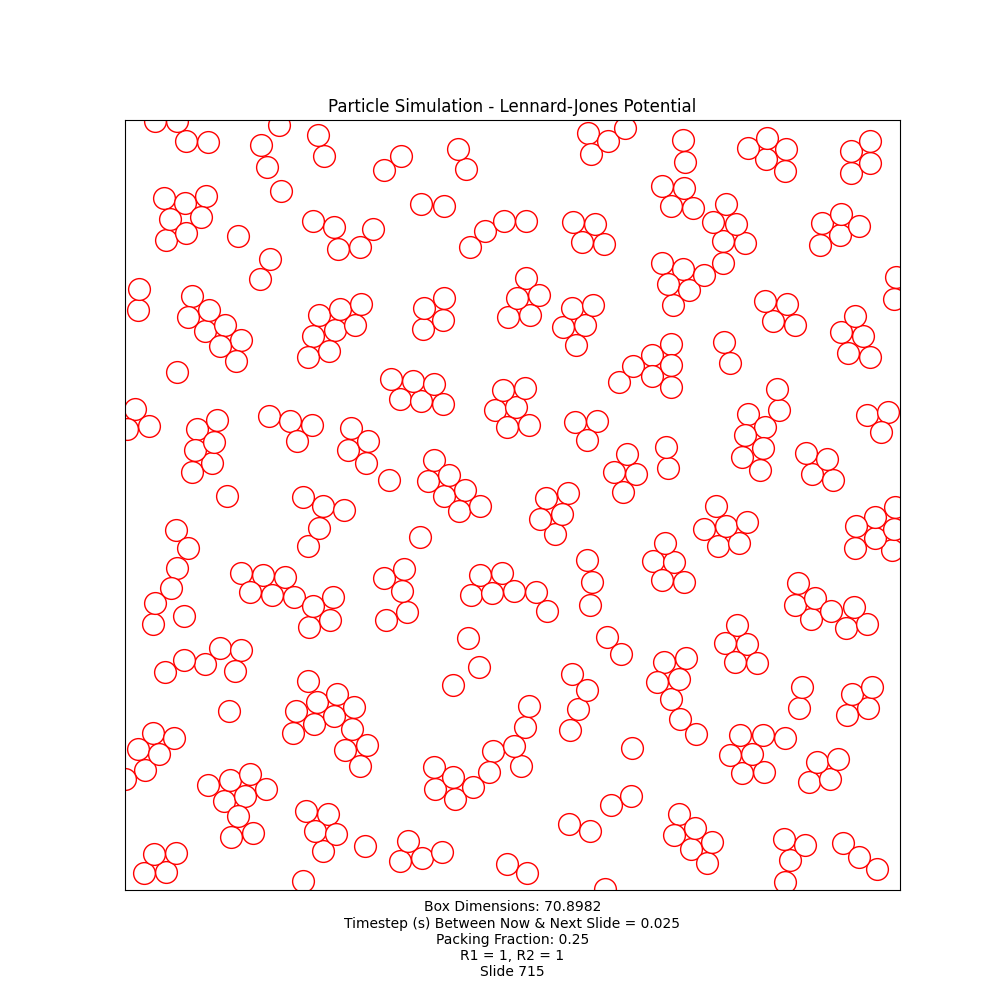 Particle Simulation - Lennard-Jones Potential
Box Dimensions: 70.8982
Timestep (s) Between Now & Next Slide = 0.025
Packing Fraction: 0.25
R1 = 1, R2 = 1
Slide 715